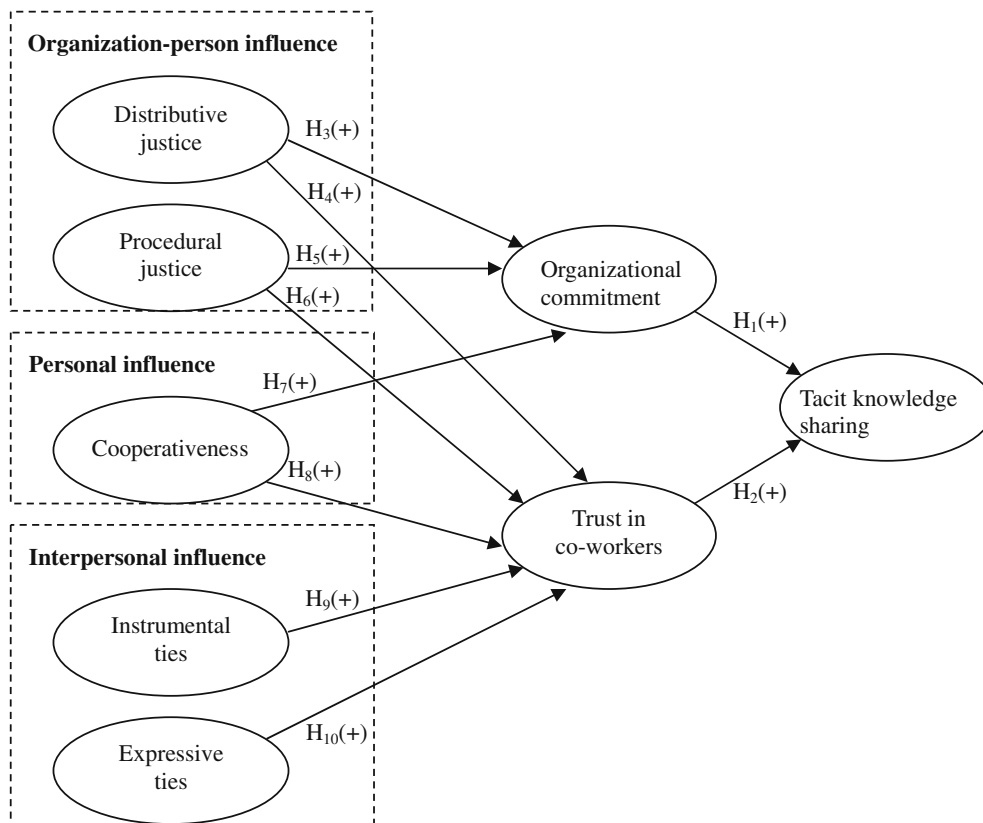 Organization-person influence
Distributive
justice
H₃(+)
H₄(+)
Procedural
justice
H₅(+)
H₆(+)
Organizational
commitment
H₁(+)
Personal influence
H₇(+)
Cooperativeness
H₈(+)
Tacit knowledge
sharing
H₂(+)
Trust in
co-workers
Interpersonal influence
H₉(+)
Instrumental
ties
H₁₀(+)
Expressive
ties